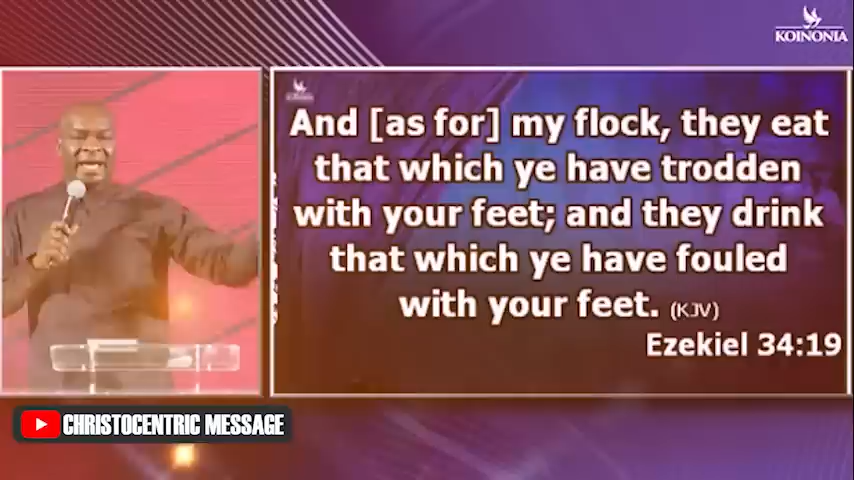 KOINONIA
And [as for] my flock, they eat
that which ye have trodden
with your feet; and they drink
that which ye have fouled
with your feet. (KJV)
Ezekiel 34:19
CHRISTOCENTRIC MESSAGE